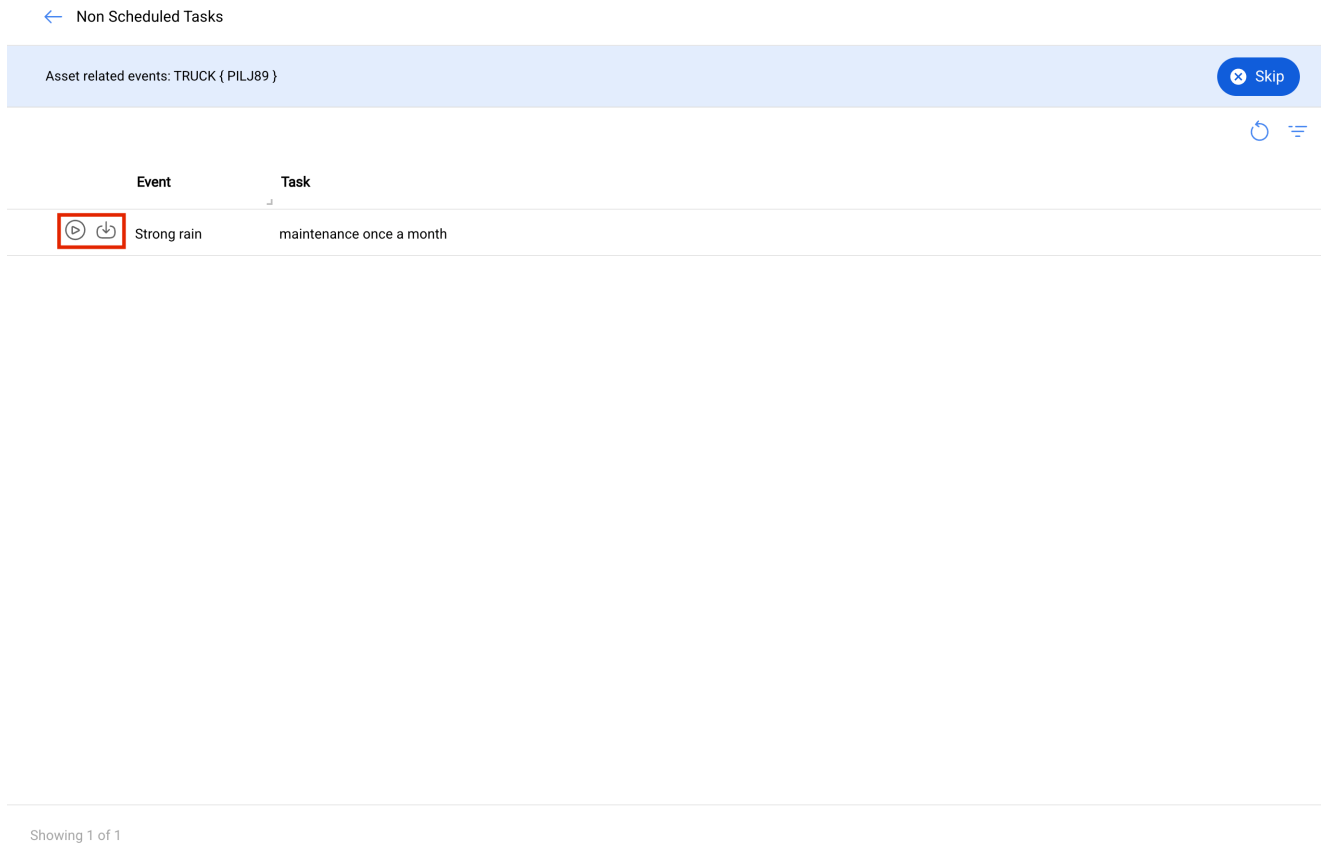 Non Scheduled Tasks
Asset related events: TRUCK { PILJ89 }
Skip
Event Task
Strong rain maintenance once a month
Showing 1 of 1